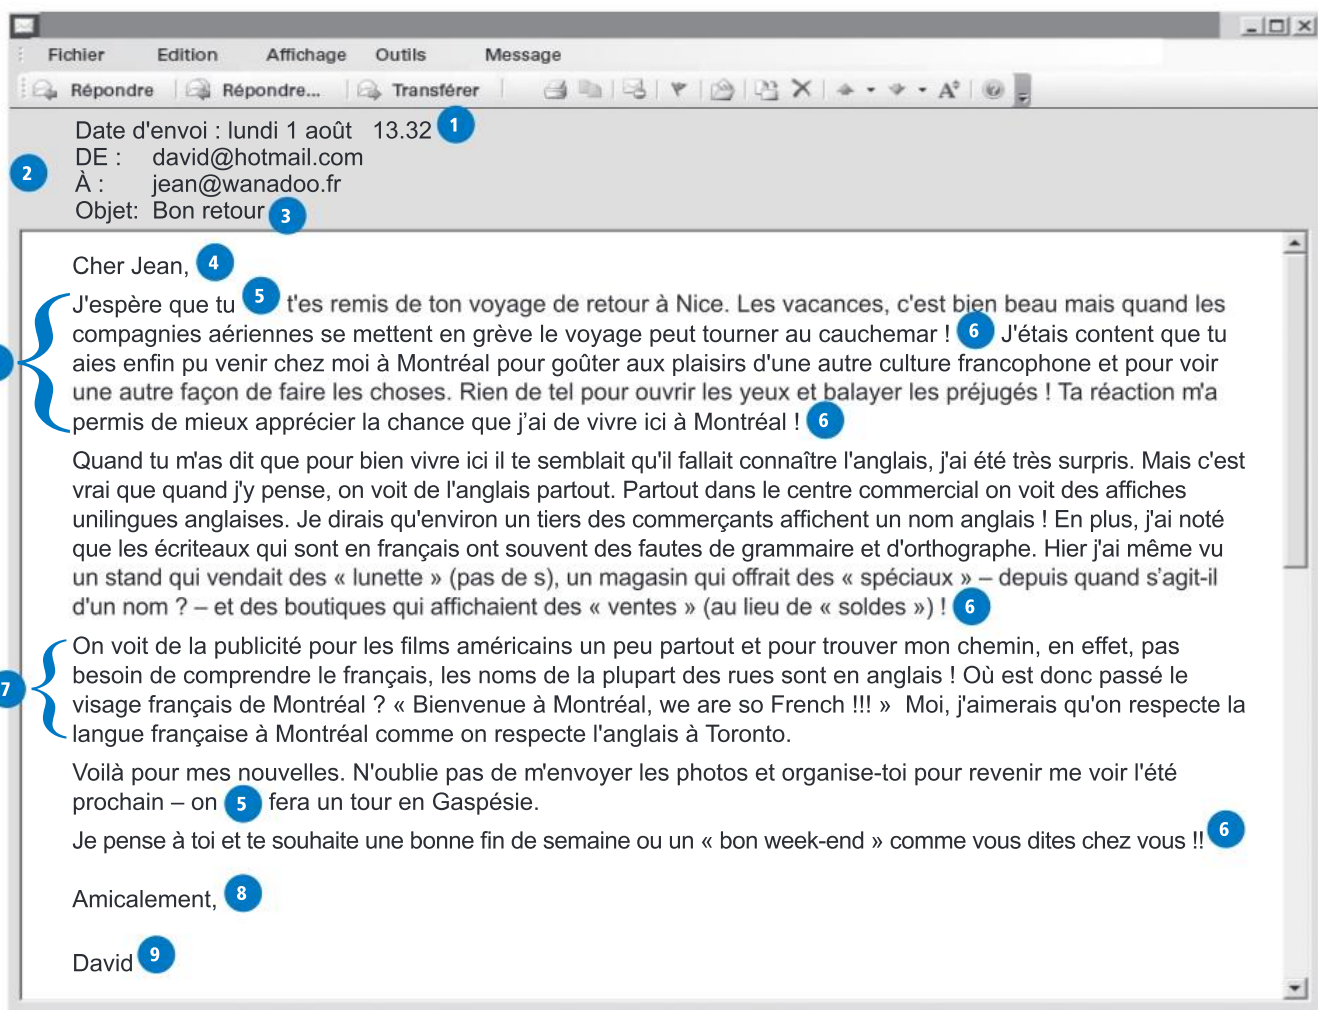 Fichier Edition Affichage Outils Message
Répondre Répondre... Transférer
Date d'envoi : lundi 1 août 13.32 1
2 DE : david@hotmail.com
À : jean@wanadoo.fr
Objet: Bon retour 3
Cher Jean, 4
J'espère que tu 5 t'es remis de ton voyage de retour à Nice. Les vacances, c'est bien beau mais quand les
compagnies aériennes se mettent en grève le voyage peut tourner au cauchemar ! 6 J'étais content que tu
aies enfin pu venir chez moi à Montréal pour goûter aux plaisirs d'une autre culture francophone et pour voir
une autre façon de faire les choses. Rien de tel pour ouvrir les yeux et balayer les préjugés ! Ta réaction m'a
permis de mieux apprécier la chance que j'ai de vivre ici à Montréal ! 6
Quand tu m'as dit que pour bien vivre ici il te semblait qu'il fallait connaître l'anglais, j'ai été très surpris. Mais c'est
vrai que quand j'y pense, on voit de l'anglais partout. Partout dans le centre commercial on voit des affiches
unilingues anglaises. Je dirais qu'environ un tiers des commerçants affichent un nom anglais ! En plus, j'ai noté
que les écriteaux qui sont en français ont souvent des fautes de grammaire et d'orthographe. Hier j'ai même vu
un stand qui vendait des « lunette » (pas de s), un magasin qui offrait des « spéciaux » – depuis quand s'agit-il
d'un nom ? – et des boutiques qui affichaient des « ventes » (au lieu de « soldes ») ! 6
On voit de la publicité pour les films américains un peu partout et pour trouver mon chemin, en effet, pas
besoin de comprendre le français, les noms de la plupart des rues sont en anglais ! Où est donc passé le
7 visage français de Montréal ? « Bienvenue à Montréal, we are so French !!! » Moi, j'aimerais qu'on respecte la
langue française à Montréal comme on respecte l'anglais à Toronto.
Voilà pour mes nouvelles. N'oublie pas de m'envoyer les photos et organise-toi pour revenir me voir l'été
prochain – on 5 fera un tour en Gaspésie.
Je pense à toi et te souhaite une bonne fin de semaine ou un « bon week-end » comme vous dites chez vous !! 6
Amicalement, 8
David 9